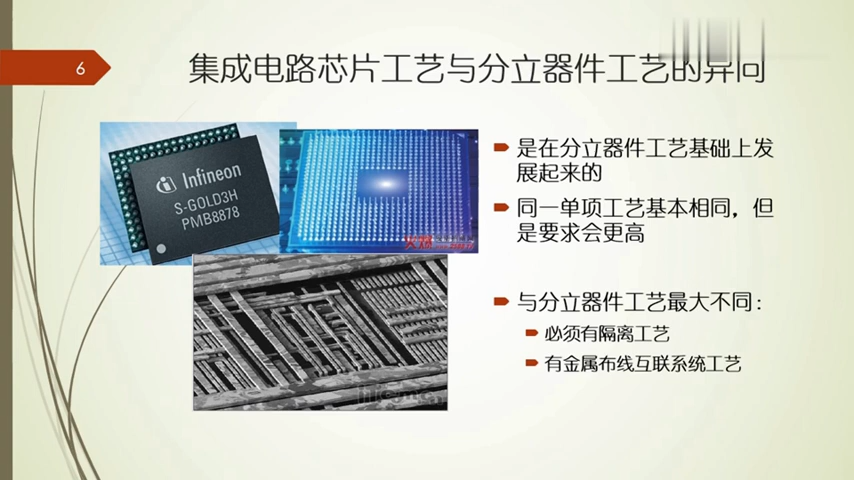 6
集成电路芯片工艺与分立器件工艺的异同
Infineon
S-GOLD3H
PMB8878
是在分立器件工艺基础上发
展起来的
同一单项工艺基本相同，但
是要求会更高
与分立器件工艺最大不同：
必须有隔离工艺
有金属布线互联系统工艺